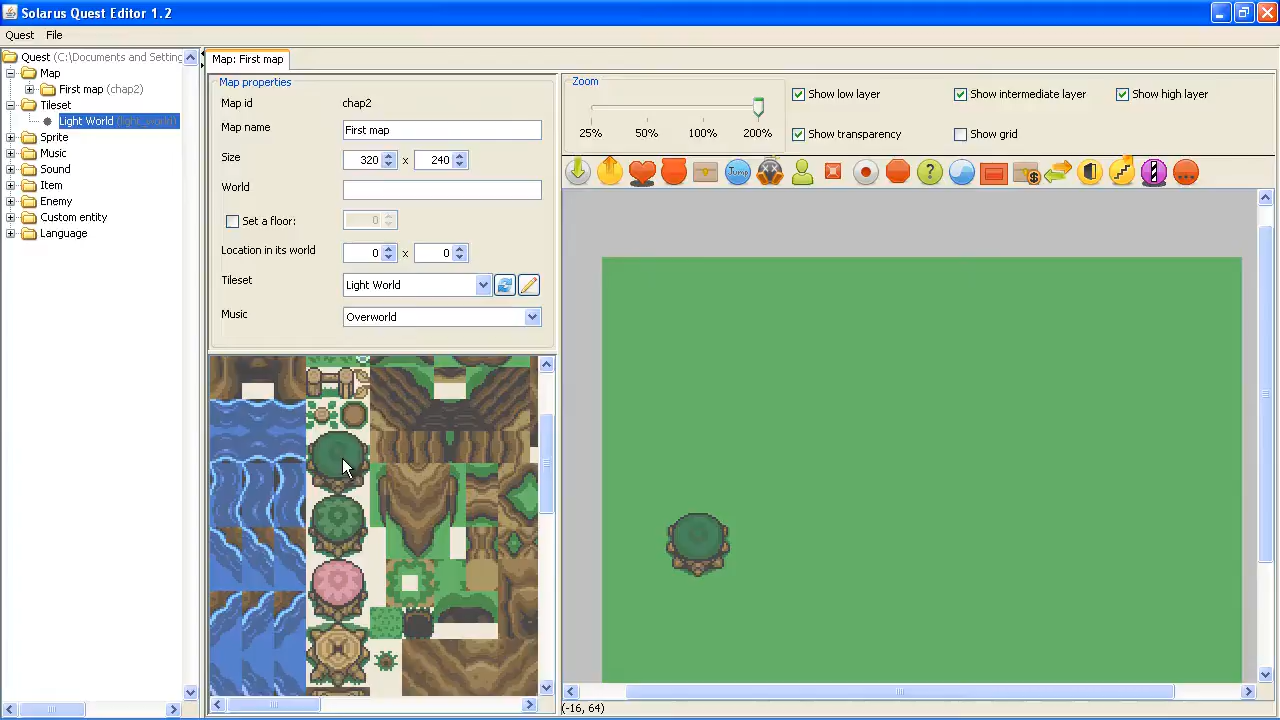 Solarus Quest Editor 1.2
Quest File
Quest (C:\Documents and Setting
Map
First map (chap2)
Tileset
Light World (light_world)
Sprite
Music
Sound
Item
Enemy
Custom entity
Language
Map: First map
Map properties
Map id chap2
Map name First map
Size 320 x 240
World
Set a floor: 0
Location in its world 0 x 0
Tileset Light World
Music Overworld
Zoom
25% 50% 100% 200%
Show low layer Show intermediate layer Show high layer
Show transparency Show grid
Jump
?
$
(-16, 64)